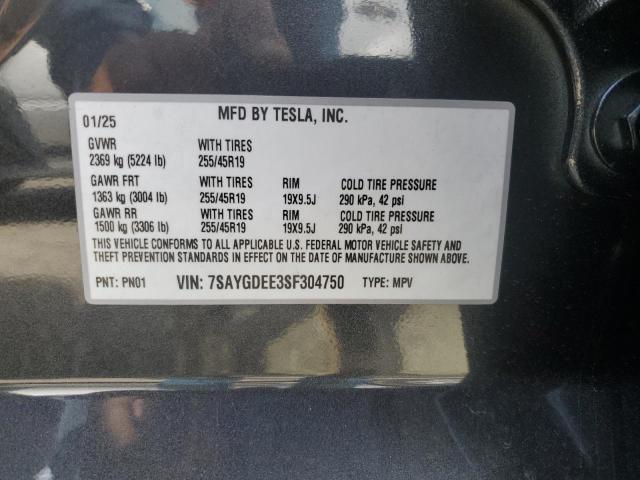 MFD BY TESLA, INC.
01/25
GVWR WITH TIRES
2369 kg (5224 lb) 255/45R19
GAWR FRT WITH TIRES RIM COLD TIRE PRESSURE
1363 kg (3004 lb) 255/45R19 19X9.5J 290 kPa, 42 psi
GAWR RR WITH TIRES RIM COLD TIRE PRESSURE
1500 kg (3306 lb) 255/45R19 19X9.5J 290 kPa, 42 psi
THIS VEHICLE CONFORMS TO ALL APPLICABLE U.S. FEDERAL MOTOR VEHICLE SAFETY AND
THEFT PREVENTION STANDARDS IN EFFECT ON THE DATE OF MANUFACTURE SHOWN ABOVE.
PNT: PN01 VIN: 7SAYGDEE3SF304750 TYPE: MPV